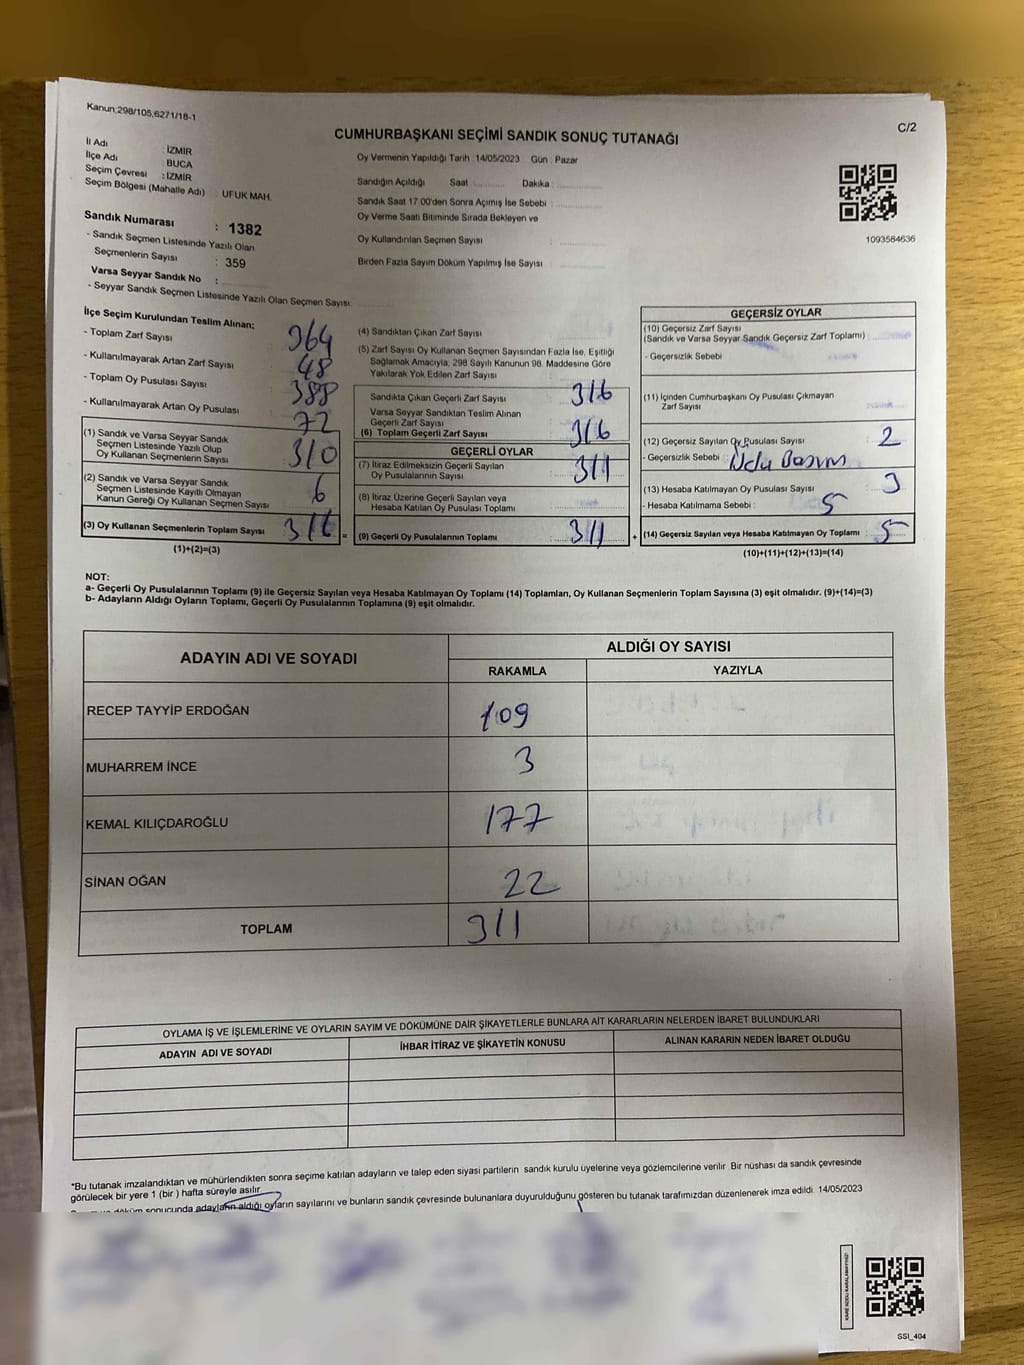 Kanun;298/105,6271/18-1
C/2
CUMHURBAŞKANI SEÇİMİ SANDIK SONUÇ TUTANAĞI
İl Adı : İZMİR
İlçe Adı : BUCA
Seçim Çevresi : İZMİR
Seçim Bölgesi (Mahalle Adı) : UFUK MAH.
Sandık Numarası : 1382
- Sandık Seçmen Listesinde Yazılı Olan
Seçmenlerin Sayısı : 359
Varsa Seyyar Sandık No :
- Seyyar Sandık Seçmen Listesinde Yazılı Olan Seçmen Sayısı:
Oy Vermenin Yapıldığı Tarih :14/05/2023 Gün : Pazar
Sandığın Açıldığı Saat :........... Dakika :..............
Sandık Saat 17.00'den Sonra Açımış İse Sebebi :..............
Oy Verme Saati Bitiminde Sırada Bekleyen ve
Oy Kullandırılan Seçmen Sayısı :..............
Birden Fazla Sayım Döküm Yapılmış İse Sayısı :..............
1093584636
İlçe Seçim Kurulundan Teslim Alınan;
- Toplam Zarf Sayısı 364
- Kullanılmayarak Artan Zarf Sayısı 48
- Toplam Oy Pusulası Sayısı 388
- Kullanılmayarak Artan Oy Pusulası 72
(1) Sandık ve Varsa Seyyar Sandık
Seçmen Listesinde Yazılı Olup
Oy Kullanan Seçmenlerin Sayısı 310
(2) Sandık ve Varsa Seyyar Sandık
Seçmen Listesinde Kayıli Olmayan
Kanun Gereği Oy Kullanan Seçmen Sayısı 6
(3) Oy Kullanan Seçmenlerin Toplam Sayısı 316 =
(1)+(2)=(3)
(4) Sandıktan Çıkan Zarf Sayısı
(5) Zarf Sayısı Oy Kullanan Seçmen Sayısından Fazla İse, Eşitliği
Sağlamak Amacıyla, 298 Sayılı Kanunun 98. Maddesine Göre
Yakılarak Yok Edilen Zarf Sayısı
Sandıkta Çıkan Geçerli Zarf Sayısı 316
Varsa Seyyar Sandıktan Teslim Alınan
Geçerli Zarf Sayısı
(6) Toplam Geçerli Zarf Sayısı 316
GEÇERLİ OYLAR
(7) İtiraz Edilmeksizin Geçerli Sayılan
Oy Pusulalarının Sayısı 311
(8) İtiraz Üzerine Geçerli Sayılan veya
Hesaba Katılan Oy Pusulası Toplamı
(9) Geçerli Oy Pusulalarının Toplamı 311 +
GEÇERSİZ OYLAR
(10) Geçersiz Zarf Sayısı
(Sandık ve Varsa Seyyar Sandık Geçersiz Zarf Toplamı) :
- Geçersizlik Sebebi
(11) İçinden Cumhurbaşkanı Oy Pusulası Çıkmayan
Zarf Sayısı
(12) Geçersiz Sayılan Oy Pusulası Sayısı 2
- Geçersizlik Sebebi :
(13) Hesaba Katılmayan Oy Pusulası Sayısı 3
- Hesaba Katılmama Sebebi : 5
(14) Geçersiz Sayılan veya Hesaba Katılmayan Oy Toplamı : 5
(10)+(11)+(12)+(13)=(14)
NOT:
a- Geçerli Oy Pusulalarının Toplamı (9) ile Geçersiz Sayılan veya Hesaba Katılmayan Oy Toplamı (14) Toplamları, Oy Kullanan Seçmenlerin Toplam Sayısına (3) eşit olmalıdır. (9)+(14)=(3)
b- Adayların Aldığı Oyların Toplamı, Geçerli Oy Pusulalarının Toplamına (9) eşit olmalıdır.
ADAYIN ADI VE SOYADI ALDIĞI OY SAYISI
RAKAMLA YAZIYLA
RECEP TAYYİP ERDOĞAN 109
MUHARREM İNCE 3
KEMAL KILIÇDAROĞLU 177
SİNAN OĞAN 22
TOPLAM 311
OYLAMA İŞ VE İŞLEMLERİNE VE OYLARIN SAYIM VE DÖKÜMÜNE DAİR ŞİKAYETLERLE BUNLARA AİT KARARLARIN NELERDEN İBARET BULUNDUKLARI
ADAYIN ADI VE SOYADI İHBAR İTİRAZ VE ŞİKAYETİN KONUSU ALINAN KARARIN NEDEN İBARET OLDUĞU
*Bu tutanak imzalandıktan ve mühürlendikten sonra seçime katılan adayların ve talep eden siyasi partilerin sandık kurulu üyelerine veya gözlemcilerine verilir. Bir nüshası da sandık çevresinde
görülecek bir yere 1 (bir ) hafta süreyle asılır.
sonucunda adayların aldığı oyların sayılarını ve bunların sandık çevresinde bulunanlara duyurulduğunu gösteren bu tutanak tarafımızdan düzenlenerek imza edildi. 14/05/2023
SSİ_404